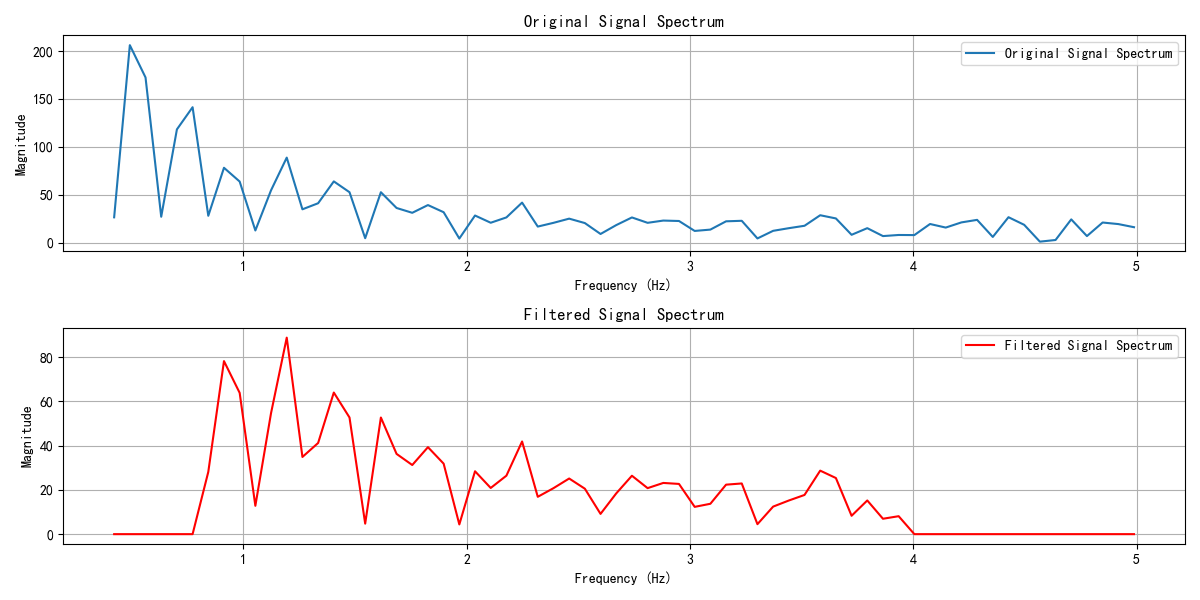 Original Signal Spectrum
Original Signal Spectrum
200
150
100
50
0
Magnitude
1 2 3 4 5
Frequency (Hz)
Filtered Signal Spectrum
Filtered Signal Spectrum
80
60
40
20
0
Magnitude
1 2 3 4 5
Frequency (Hz)